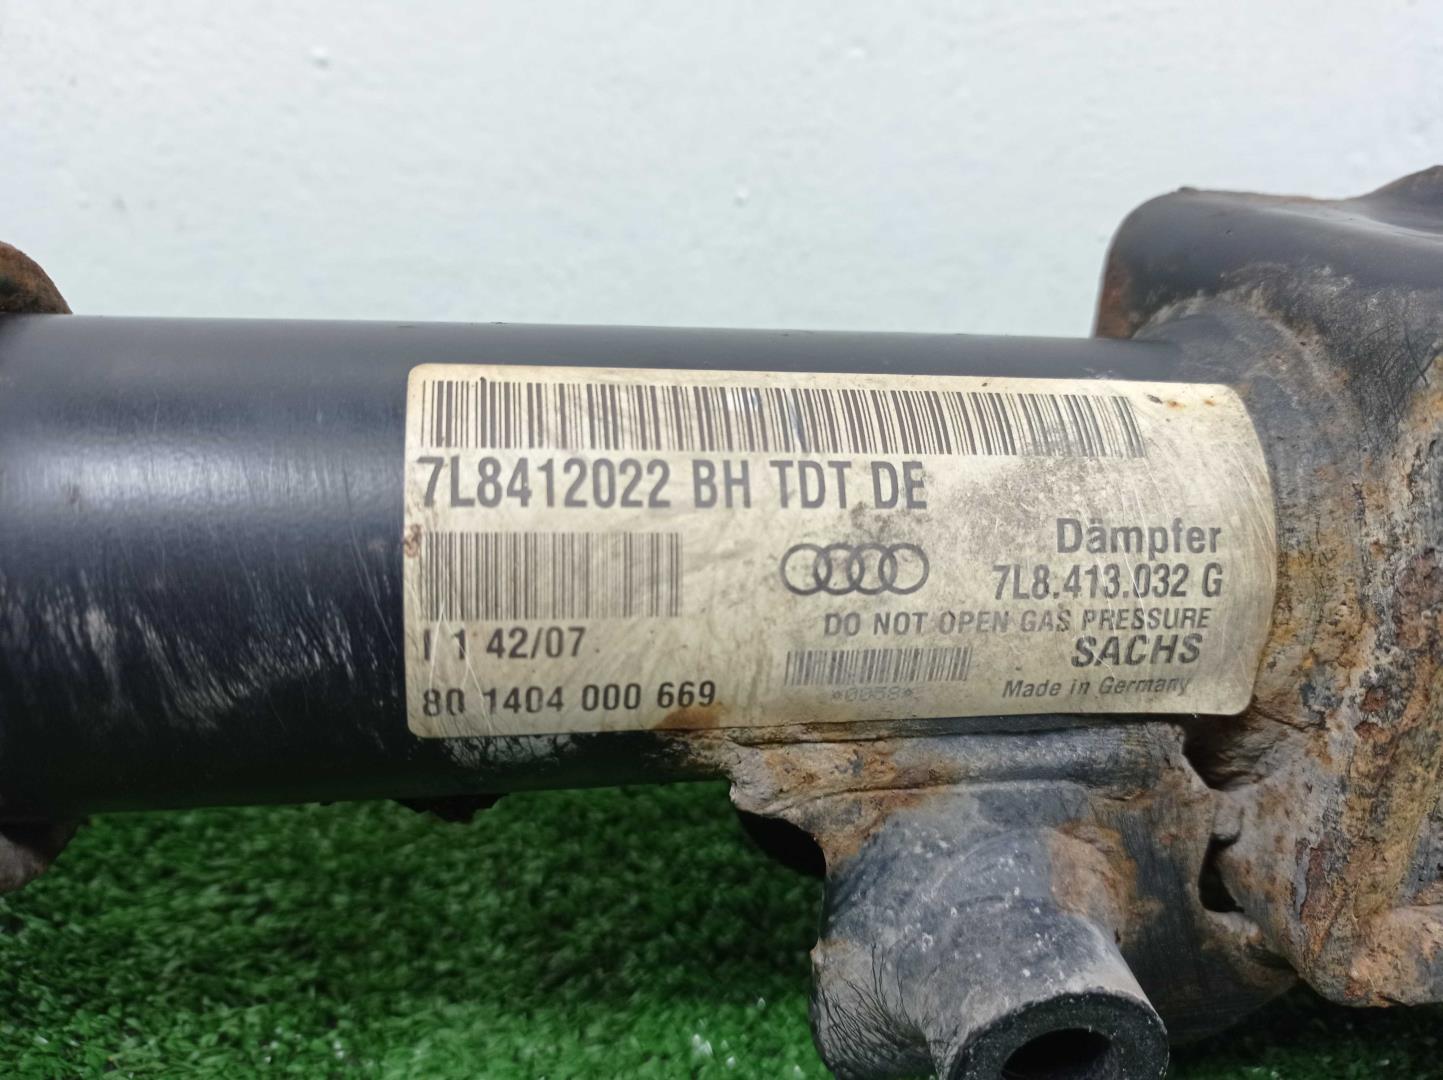 7L8412022 BH TDT DE
Dämpfer
7L8.413.032 G
DO NOT OPEN GAS PRESSURE
I 1 42/07
SACHS
*0058*
Made in Germany
80 1404 000 669